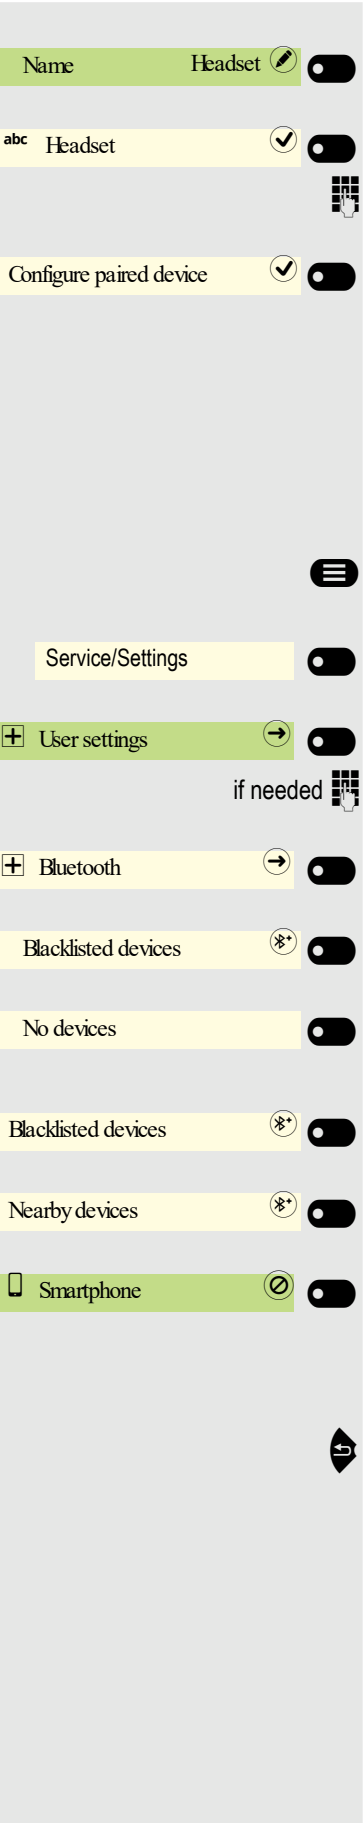 Name Headset
abc Headset
Configure paired device
Service/Settings
User settings
if needed
Bluetooth
Blacklisted devices
No devices
Blacklisted devices
Nearby devices
Smartphone